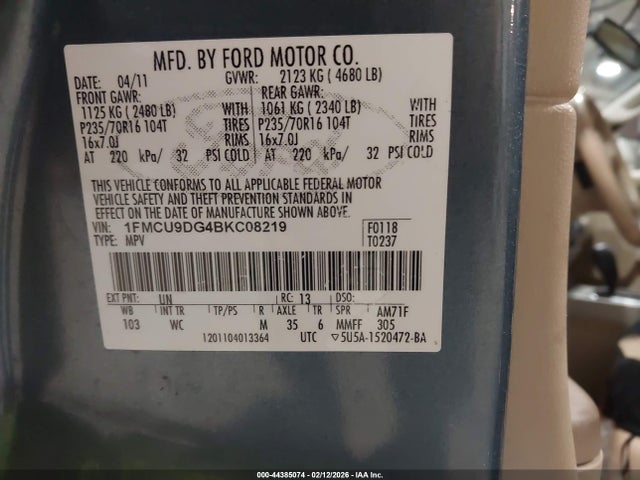 MFD. BY FORD MOTOR CO.
DATE: 04/11 GVWR: 2123 KG ( 4680 LB)
FRONT GAWR: REAR GAWR:
1125 KG ( 2480 LB) WITH 1061 KG ( 2340 LB) WITH
P235/70R16 104T TIRES P235/70R16 104T TIRES
16x7.0J RIMS 16x7.0J RIMS
AT 220 kPa/ 32 PSI COLD AT 220 kPa/ 32 PSI COLD
THIS VEHICLE CONFORMS TO ALL APPLICABLE FEDERAL MOTOR
VEHICLE SAFETY AND THEFT PREVENTION STANDARDS IN
EFFECT ON THE DATE OF MANUFACTURE SHOWN ABOVE.
VIN: 1FMCU9DG4BKC08219 F0118
TYPE: MPV T0237
EXT PNT: UN RC: 13 DSO:
WB INT TR TP/PS R AXLE TR SPR AM71F
103 WC M 35 6 MMFF 305
1201104013364 UTC ▽5U5A-1520472-BA
000-44385074 - 02/12/2026 - IAA Inc.